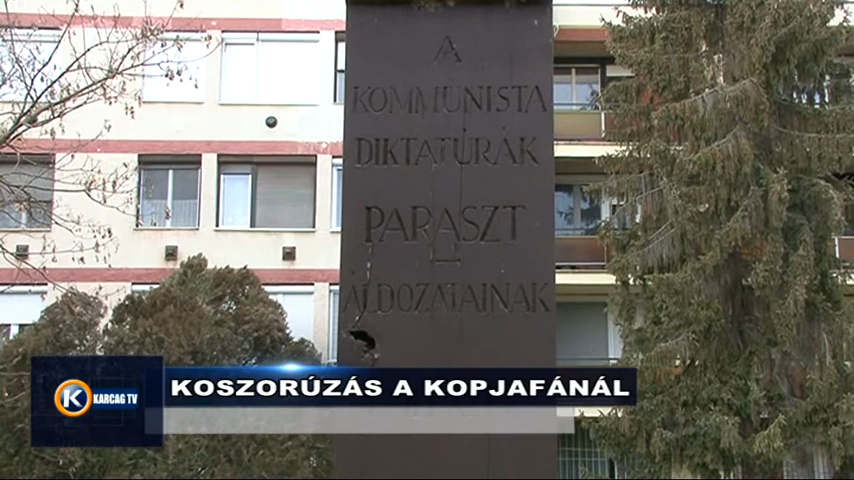 A
KOMMUNISTA
DIKTATÚRÁK
PARASZT
ÁLDOZATAINAK
K
KARCAG TV
KOSZORÚZÁS A KOPJAFÁNÁL